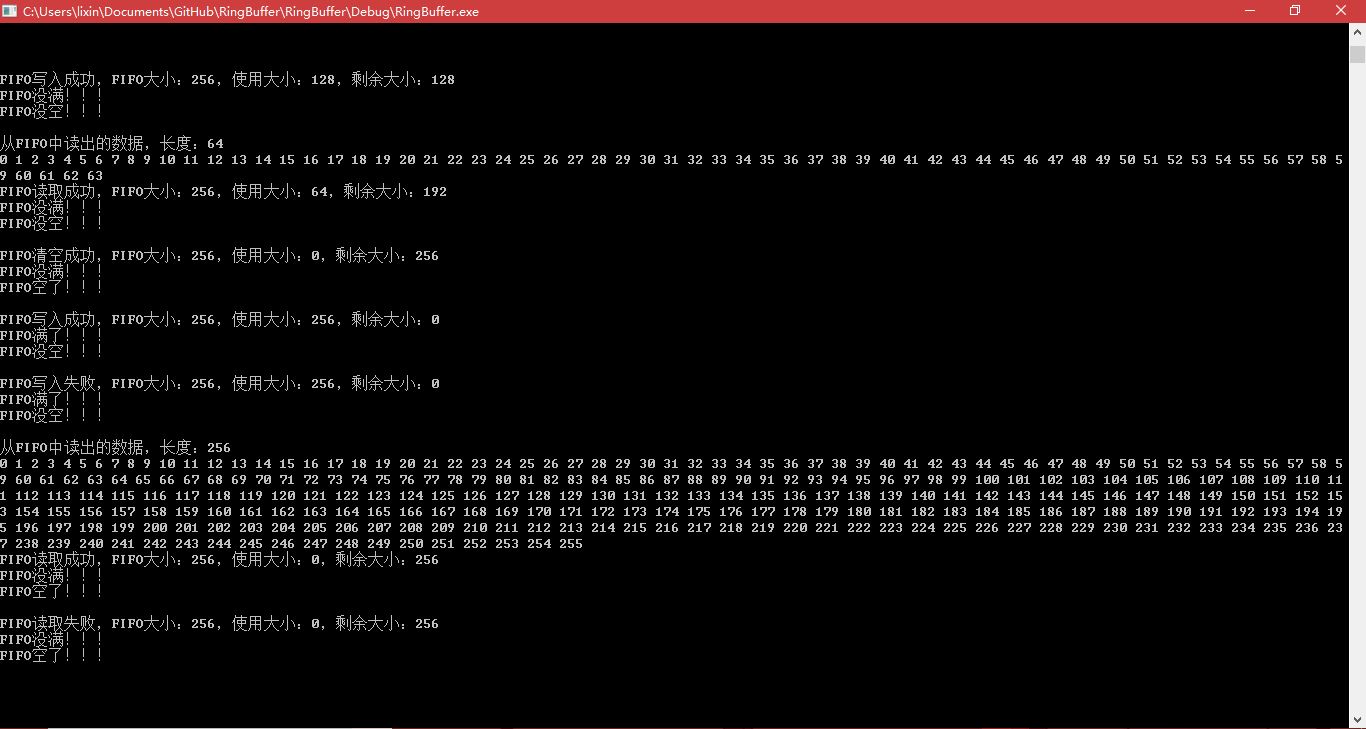 C:\Users\lixin\Documents\GitHub\RingBuffer\RingBuffer\Debug\RingBuffer.exe
FIFO写入成功，FIFO大小：256，使用大小：128，剩余大小：128
FIFO没满！！！
FIFO没空！！！
从FIFO中读出的数据，长度：64
0 1 2 3 4 5 6 7 8 9 10 11 12 13 14 15 16 17 18 19 20 21 22 23 24 25 26 27 28 29 30 31 32 33 34 35 36 37 38 39 40 41 42 43 44 45 46 47 48 49 50 51 52 53 54 55 56 57 58 5
9 60 61 62 63
FIFO读取成功，FIFO大小：256，使用大小：64，剩余大小：192
FIFO没满！！！
FIFO没空！！！
FIFO清空成功，FIFO大小：256，使用大小：0，剩余大小：256
FIFO没满！！！
FIFO空了！！！
FIFO写入成功，FIFO大小：256，使用大小：256，剩余大小：0
FIFO满了！！！
FIFO没空！！！
FIFO写入失败，FIFO大小：256，使用大小：256，剩余大小：0
FIFO满了！！！
FIFO没空！！！
从FIFO中读出的数据，长度：256
0 1 2 3 4 5 6 7 8 9 10 11 12 13 14 15 16 17 18 19 20 21 22 23 24 25 26 27 28 29 30 31 32 33 34 35 36 37 38 39 40 41 42 43 44 45 46 47 48 49 50 51 52 53 54 55 56 57 58 5
9 60 61 62 63 64 65 66 67 68 69 70 71 72 73 74 75 76 77 78 79 80 81 82 83 84 85 86 87 88 89 90 91 92 93 94 95 96 97 98 99 100 101 102 103 104 105 106 107 108 109 110 11
1 112 113 114 115 116 117 118 119 120 121 122 123 124 125 126 127 128 129 130 131 132 133 134 135 136 137 138 139 140 141 142 143 144 145 146 147 148 149 150 151 152 15
3 154 155 156 157 158 159 160 161 162 163 164 165 166 167 168 169 170 171 172 173 174 175 176 177 178 179 180 181 182 183 184 185 186 187 188 189 190 191 192 193 194 19
5 196 197 198 199 200 201 202 203 204 205 206 207 208 209 210 211 212 213 214 215 216 217 218 219 220 221 222 223 224 225 226 227 228 229 230 231 232 233 234 235 236 23
7 238 239 240 241 242 243 244 245 246 247 248 249 250 251 252 253 254 255
FIFO读取成功，FIFO大小：256，使用大小：0，剩余大小：256
FIFO没满！！！
FIFO空了！！！
FIFO读取失败，FIFO大小：256，使用大小：0，剩余大小：256
FIFO没满！！！
FIFO空了！！！